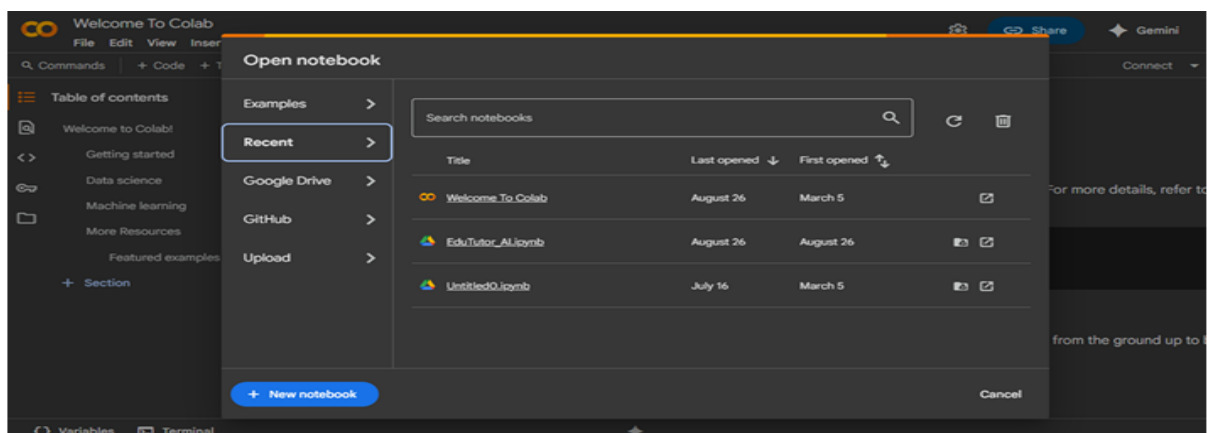 Welcome To Colab
File Edit View Inser
Share
Gemini
Commands + Code + T
Connect
Table of contents
Welcome to Colab!
Getting started
Data science
Machine learning
More Resources
Featured examples
+ Section
Open notebook
Examples
Recent
Google Drive
GitHub
Upload
Search notebooks
Title Last opened First opened
Welcome To Colab August 26 March 5
EduTutor_AI.ipynb August 26 August 26
Untitled0.ipynb July 16 March 5
+ New notebook
Cancel
For more details, refer to
from the ground up to
Variables Terminal